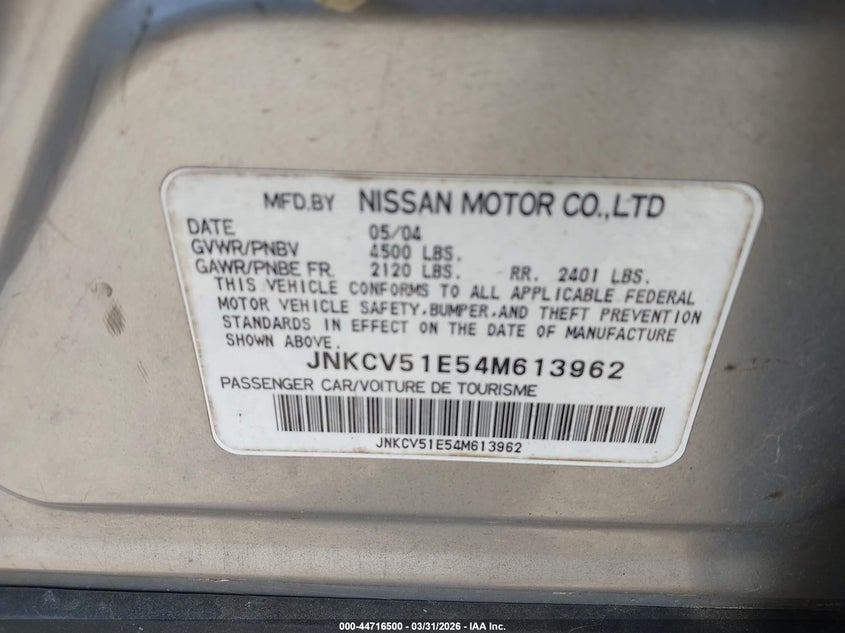 MFD.BY NISSAN MOTOR CO.,LTD
DATE 05/04
GVWR/PNBV 4500 LBS.
GAWR/PNBE FR. 2120 LBS. RR. 2401 LBS.
THIS VEHICLE CONFORMS TO ALL APPLICABLE FEDERAL
MOTOR VEHICLE SAFETY,BUMPER,AND THEFT PREVENTION
STANDARDS IN EFFECT ON THE DATE OF MANUFACTURE
SHOWN ABOVE.
JNKCV51E54M613962
PASSENGER CAR/VOITURE DE TOURISME
JNKCV51E54M613962
000-44716500 - 03/31/2026 - IAA Inc.